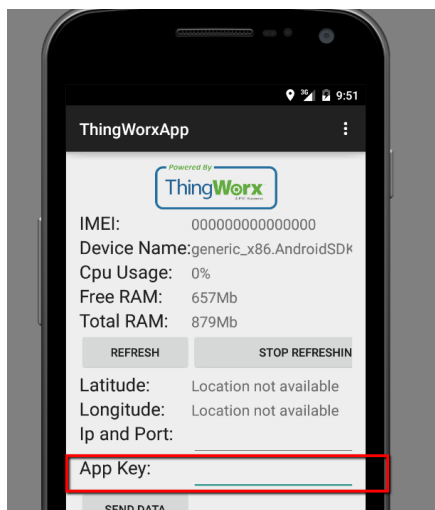 3G 9:51
ThingWorxApp
Powered By
ThingWorx
IMEI: 000000000000000
Device Name: generic_x86.AndroidSDK
Cpu Usage: 0%
Free RAM: 657Mb
Total RAM: 879Mb
REFRESH STOP REFRESHIN
Latitude: Location not available
Longitude: Location not available
Ip and Port:
App Key:
SEND DATA